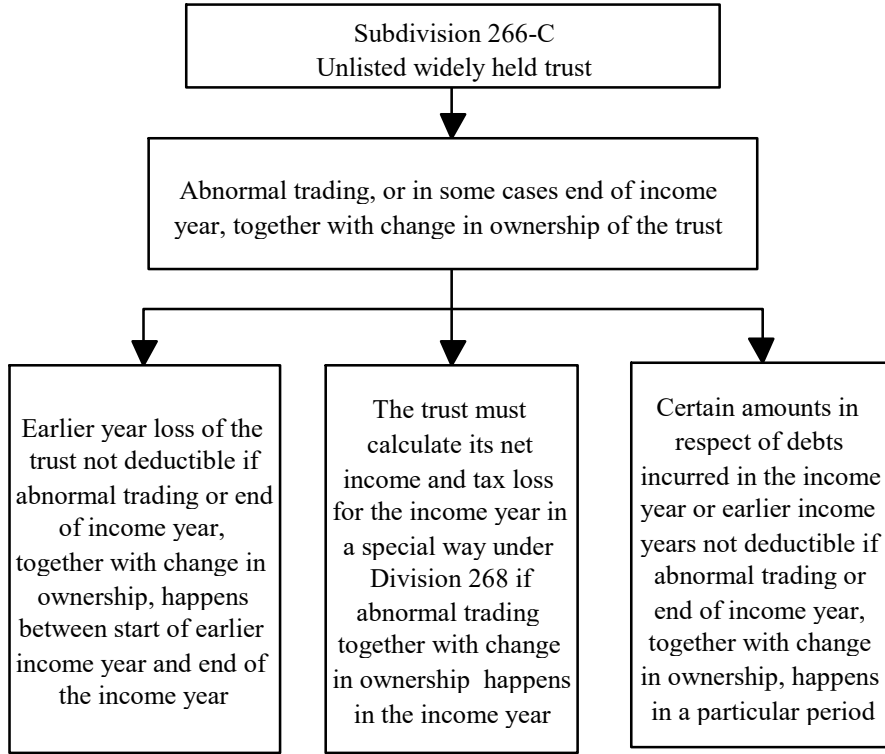 Subdivision 266-C
Unlisted widely held trust
Abnormal trading, or in some cases end of income
year, together with change in ownership of the trust
Earlier year loss of the
trust not deductible if
abnormal trading or end
of income year,
together with change in
ownership, happens
between start of earlier
income year and end of
the income year
The trust must
calculate its net
income and tax loss
for the income year in
a special way under
Division 268 if
abnormal trading
together with change
in ownership happens
in the income year
Certain amounts in
respect of debts
incurred in the income
year or earlier income
years not deductible if
abnormal trading or
end of income year,
together with change
in ownership, happens
in a particular period